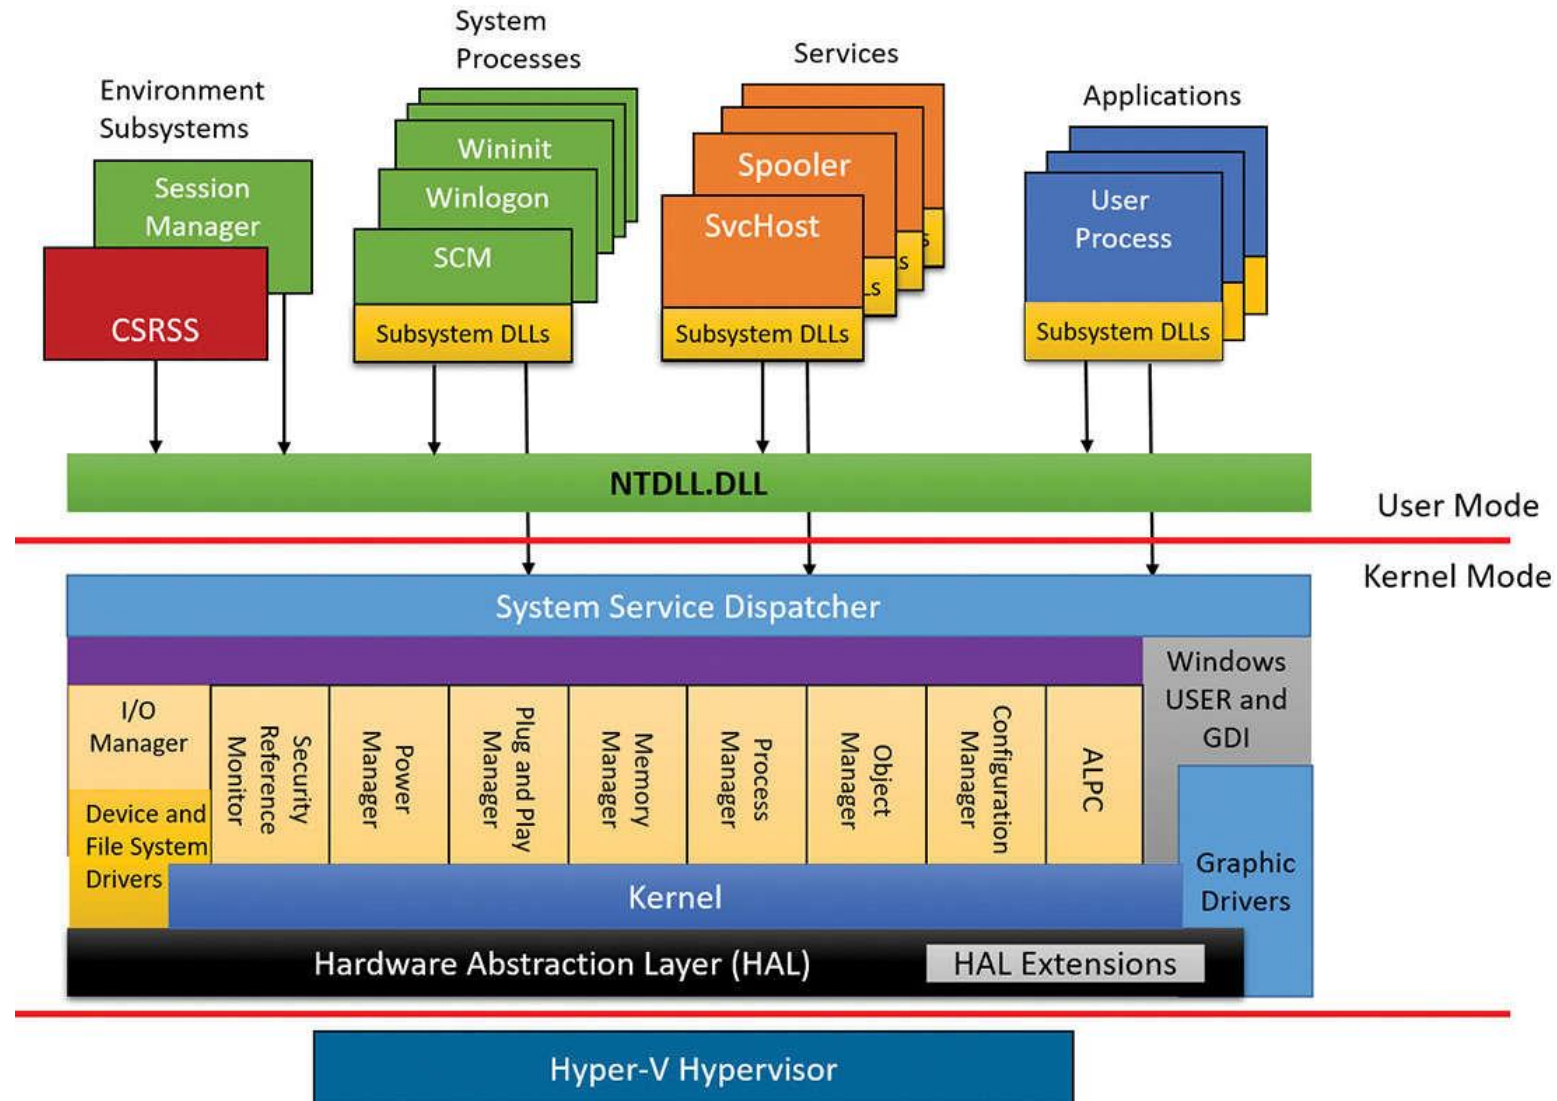 System
Processes
Services
Environment
Subsystems
Applications
Wininit
Winlogon
SCM
Subsystem DLLs
Session
Manager
CSRSS
Spooler
SvcHost
Subsystem DLLs
s
LS
LS
User
Process
Subsystem DLLs
NTDLL.DLL
User Mode
Kernel Mode
System Service Dispatcher
I/O
Manager
Device and
File System
Drivers
Security
Reference
Monitor
Power
Manager
Plug and Play
Manager
Memory
Manager
Process
Manager
Object
Manager
Configuration
Manager
ALPC
Windows
USER and
GDI
Graphic
Drivers
Kernel
Hardware Abstraction Layer (HAL)
HAL Extensions
Hyper-V Hypervisor